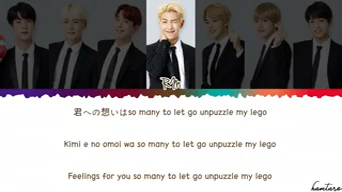 RM
君への想いはso many to let go unpuzzle my lego
Kimi e no omoi wa so many to let go unpuzzle my lego
Feelings for you so many to let go unpuzzle my lego
hamtaro